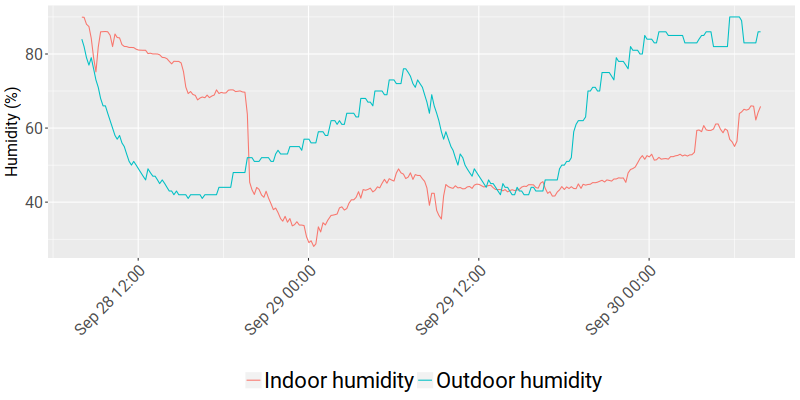 Humidity (%)
80
60
40
Sep 28 12:00
Sep 29 00:00
Sep 29 12:00
Sep 30 00:00
Indoor humidity
Outdoor humidity